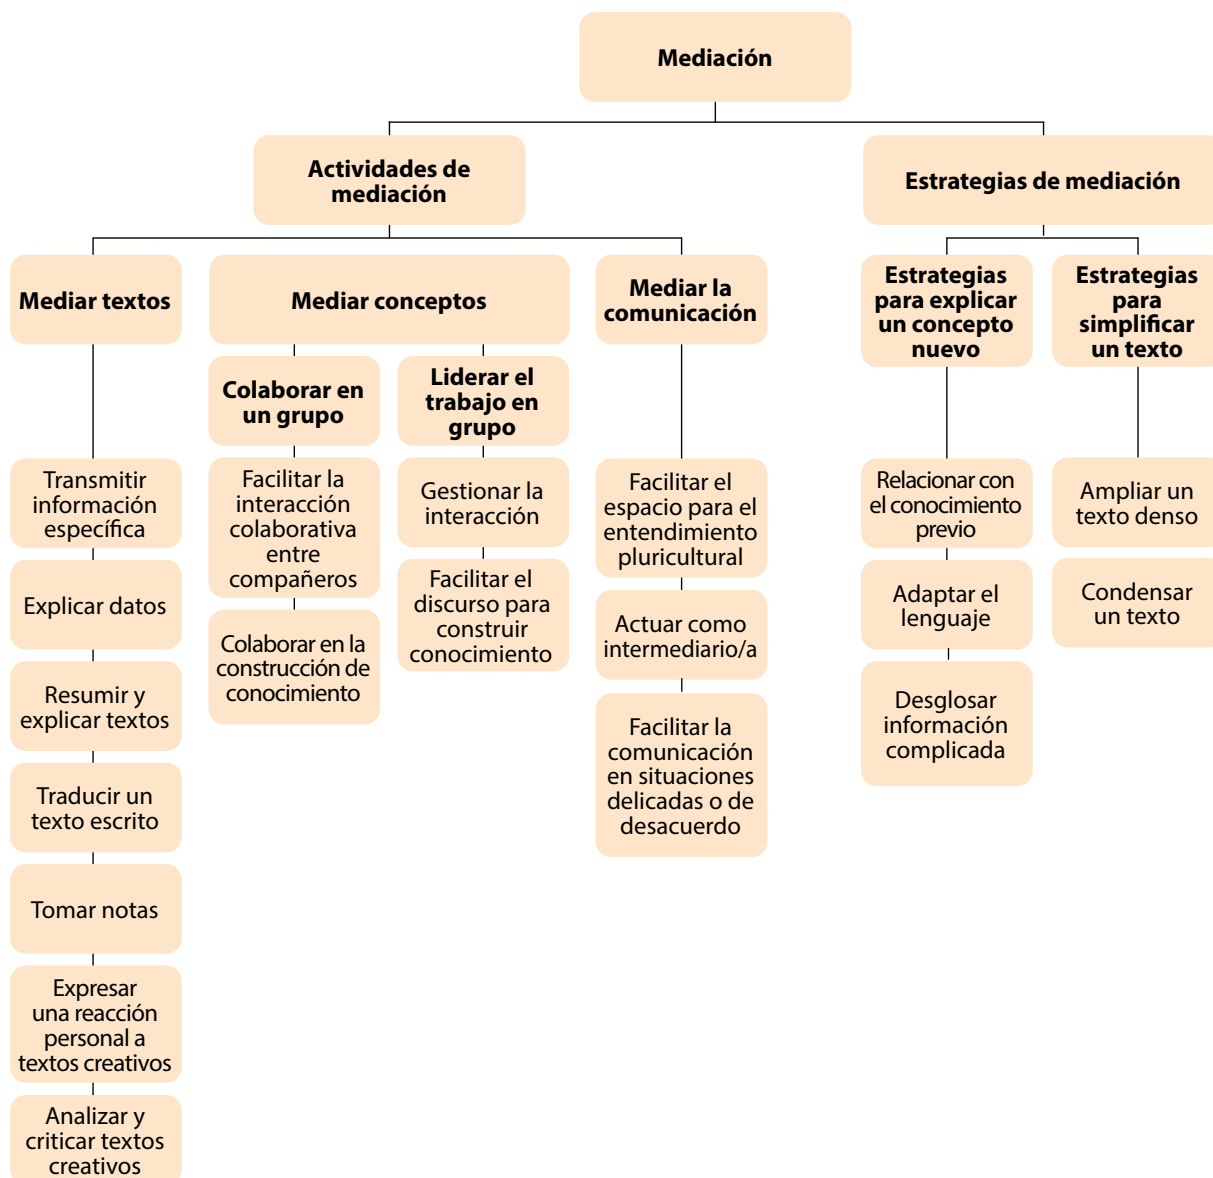 Mediación
Actividades de
mediación
Estrategias de mediación
Mediar textos
Mediar conceptos
Mediar la
comunicación
Estrategias
para explicar
un concepto
nuevo
Estrategias
para
simplificar
un texto
Colaborar en
un grupo
Liderar el
trabajo en
grupo
Transmitir
información
específica
Explicar datos
Resumir y
explicar textos
Traducir un
texto escrito
Tomar notas
Expresar
una reacción
personal a
textos creativos
Analizar y
criticar textos
creativos
Facilitar la
interacción
colaborativa
entre
compañeros
Colaborar en la
construcción de
conocimiento
Gestionar la
interacción
Facilitar el
discurso para
construir
conocimiento
Facilitar el
espacio para el
entendimiento
pluricultural
Actuar como
intermediario/a
Facilitar la
comunicación
en situaciones
delicadas o de
desacuerdo
Relacionar con
el conocimiento
previo
Adaptar el
lenguaje
Desglosar
información
complicada
Ampliar un
texto denso
Condensar
un texto